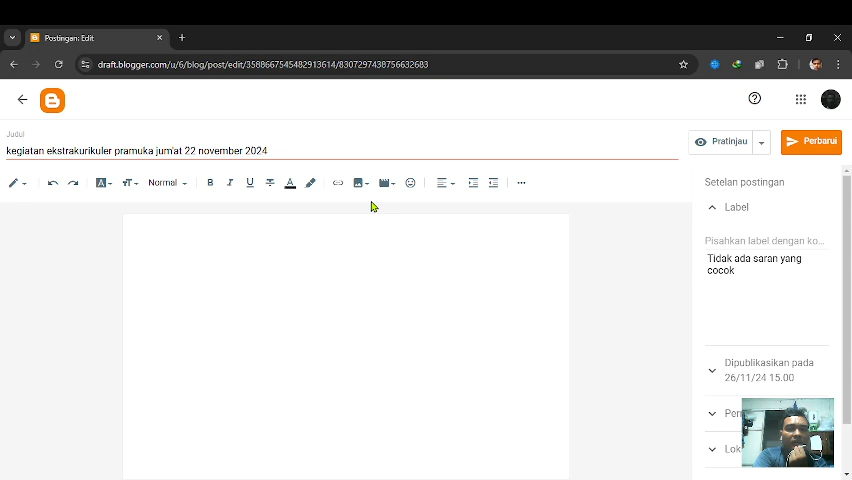 Postingan: Edit
draft.blogger.com/u/6/blog/post/edit/3588667545482913614/8307297438756632683
Judul
kegiatan ekstrakurikuler pramuka jum'at 22 november 2024
Pratinjau
Perbarui
Normal
B I U S A
Setelan postingan
Label
Pisahkan label dengan ko...
Tidak ada saran yang
cocok
Dipublikasikan pada
26/11/24 15.00